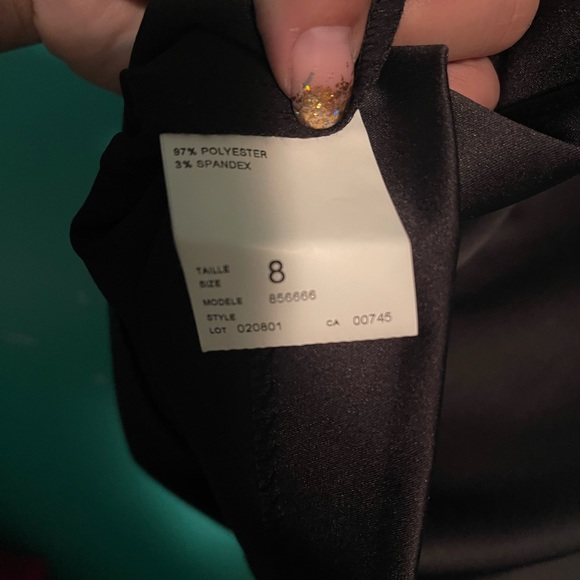 97% POLYESTER
3% SPANDEX
TAILLE
SIZE 8
MODELE 856666
STYLE
LOT 020801 CA 00745